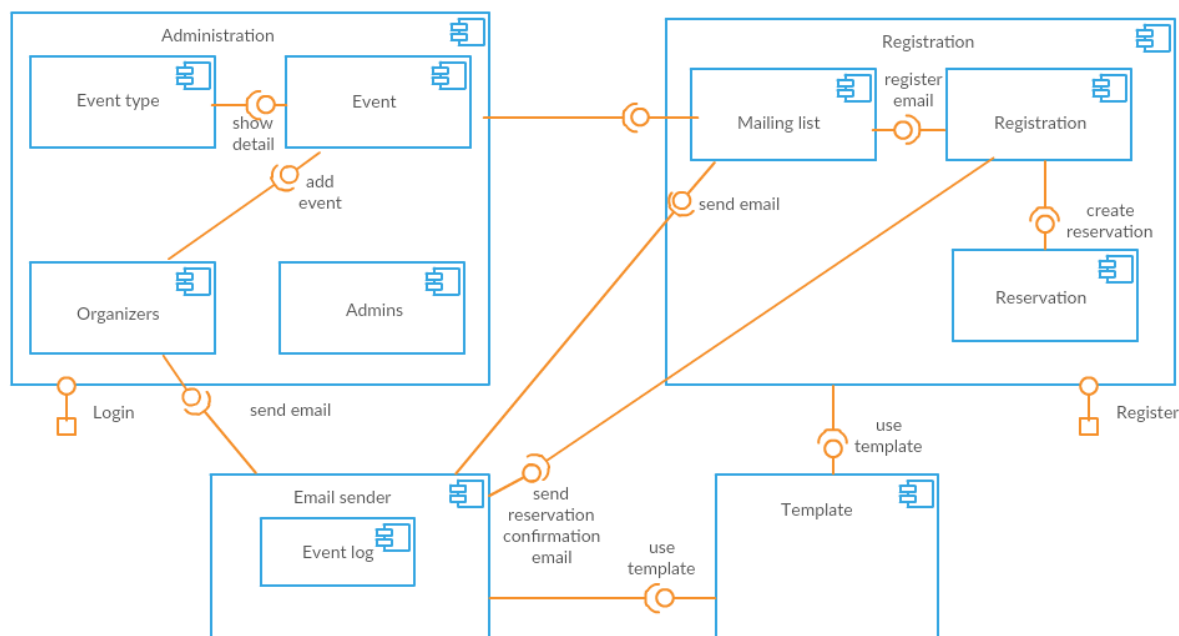 Administration
Registration
Event type
Event
show
detail
add
event
Organizers
Admins
Mailing list
register
email
Registration
send email
create
reservation
Reservation
Login
send email
use
template
Register
Email sender
Event log
send
reservation
confirmation
email
use
template
Template